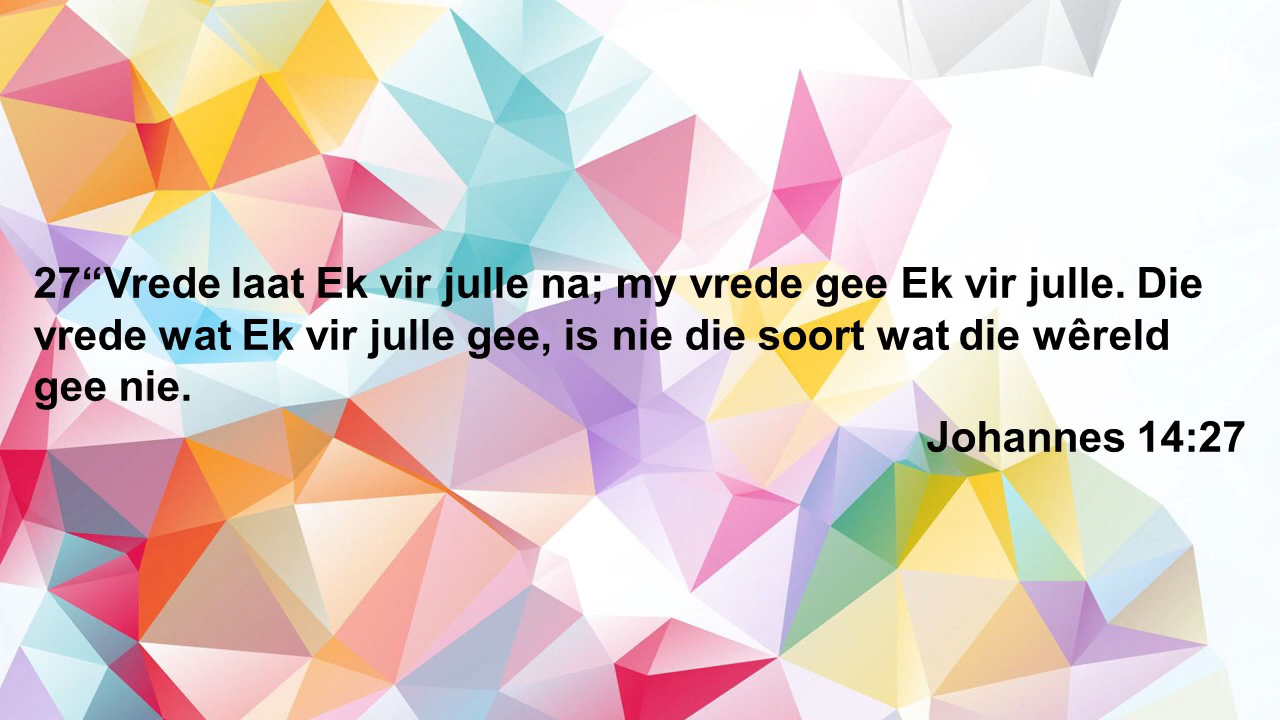 27“Vrede laat Ek vir julle na; my vrede gee Ek vir julle. Die
vrede wat Ek vir julle gee, is nie die soort wat die wêreld
gee nie.
Johannes 14:27